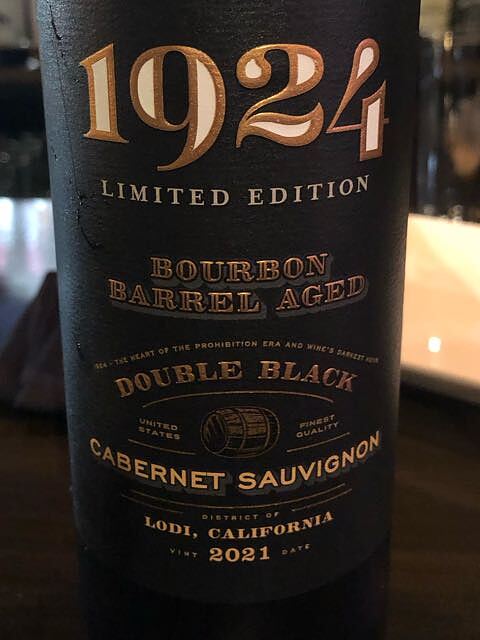 1924
LIMITED EDITION
BOURBON
BARREL AGED
1924 - THE HEART OF THE PROHIBITION ERA AND WINE'S DARKEST HOUR
DOUBLE BLACK
UNITED STATES
FINEST QUALITY
CABERNET SAUVIGNON
DISTRICT OF
LODI, CALIFORNIA
VINT 2021 DATE